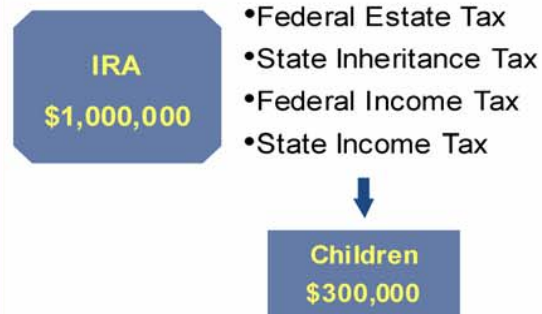 IRA
$1,000,000
•Federal Estate Tax
•State Inheritance Tax
•Federal Income Tax
•State Income Tax
Children
$300,000